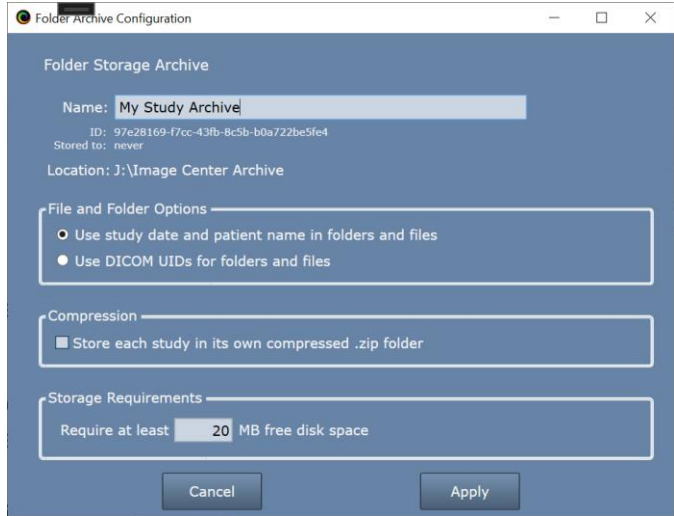 Folder Archive Configuration
Folder Storage Archive
Name: My Study Archive
ID: 97e28169-f7cc-43fb-8c5b-b0a722be5fe4
Stored to: never
Location: J:\Image Center Archive
File and Folder Options
Use study date and patient name in folders and files
Use DICOM UIDs for folders and files
Compression
Store each study in its own compressed .zip folder
Storage Requirements
Require at least 20 MB free disk space
Cancel Apply